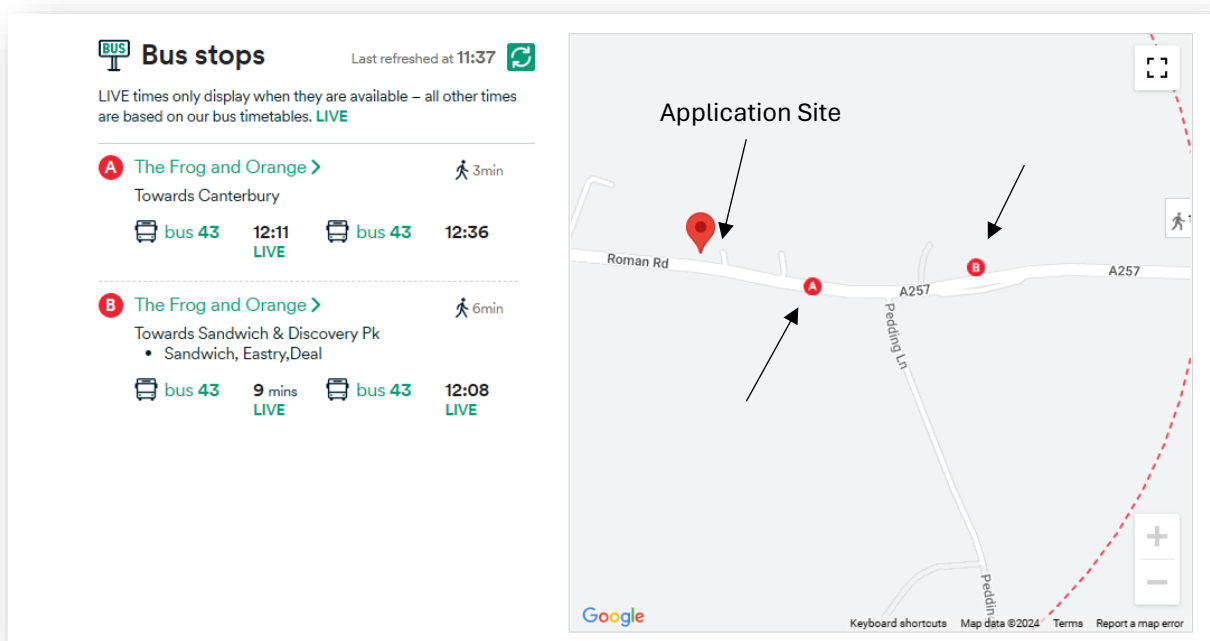 BUS
Bus stops
Last refreshed at 11:37
LIVE times only display when they are available – all other times
are based on our bus timetables. LIVE
A The Frog and Orange
3min
Towards Canterbury
bus 43 12:11 bus 43 12:36
LIVE
B The Frog and Orange
6min
Towards Sandwich & Discovery Pk
• Sandwich, Eastry,Deal
bus 43 9 mins bus 43 12:08
LIVE LIVE
Application Site
1
Roman Rd
A
B
A257
A257
Pedding Ln
Peddin
Google
Keyboard shortcuts Map data ©2024 Terms Report a map error